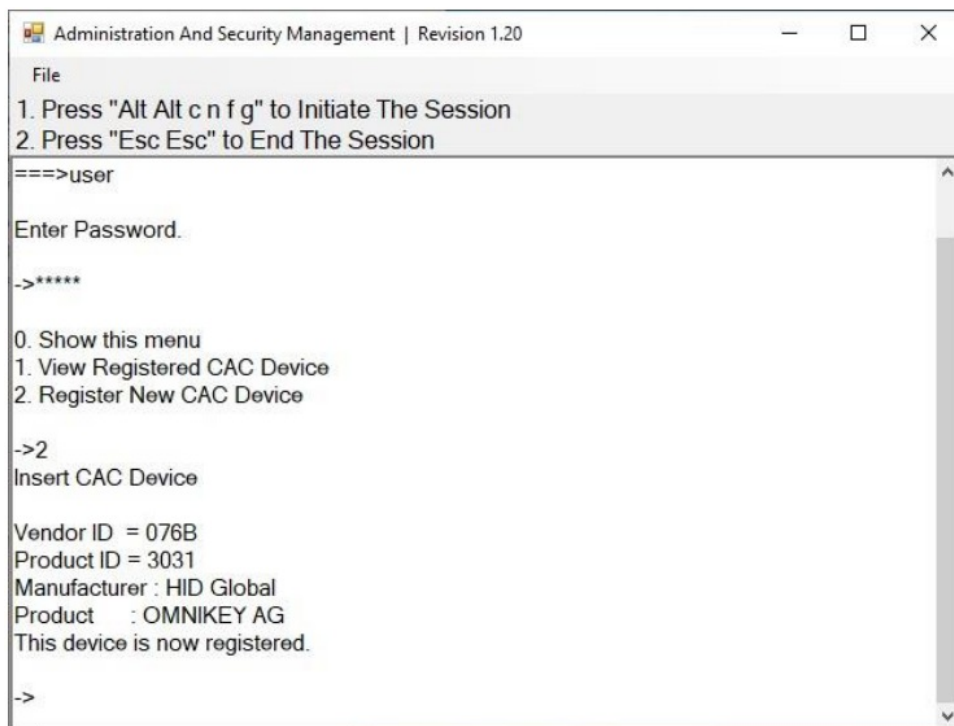 Administration And Security Management | Revision 1.20
File
1. Press "Alt Alt c n f g" to Initiate The Session
2. Press "Esc Esc" to End The Session
===>user
Enter Password.
->*****
0. Show this menu
1. View Registered CAC Device
2. Register New CAC Device
->2
Insert CAC Device
Vendor ID = 076B
Product ID = 3031
Manufacturer : HID Global
Product : OMNIKEY AG
This device is now registered.
->